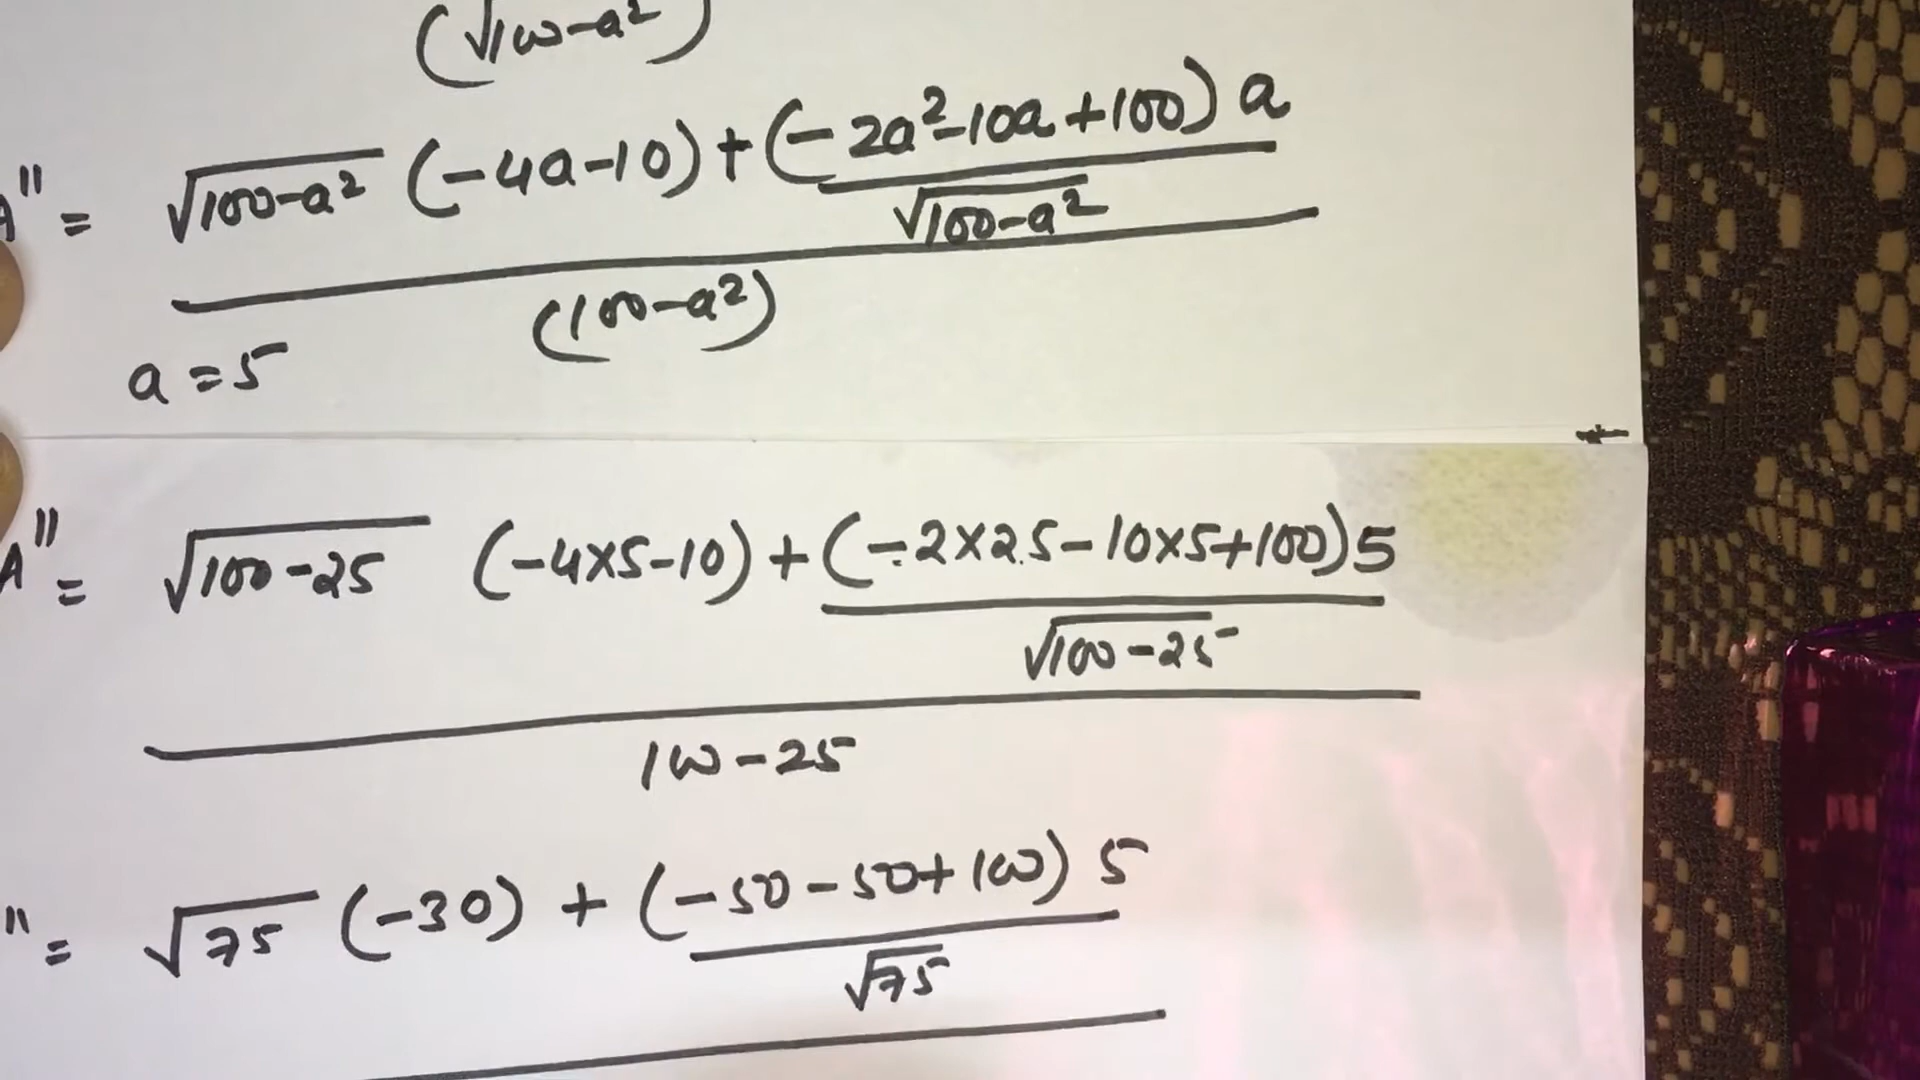 (√100-a²)
A" = √100-a² (-4a-10) + (-2a²-10a+100) a
√100-a²
(100-a²)
a = 5
A" = √100-25 (-4×5-10) + (-2×25-10×5+100) 5
√100-25
100-25
" = √75 (-30) + (-50-50+100) 5
√75